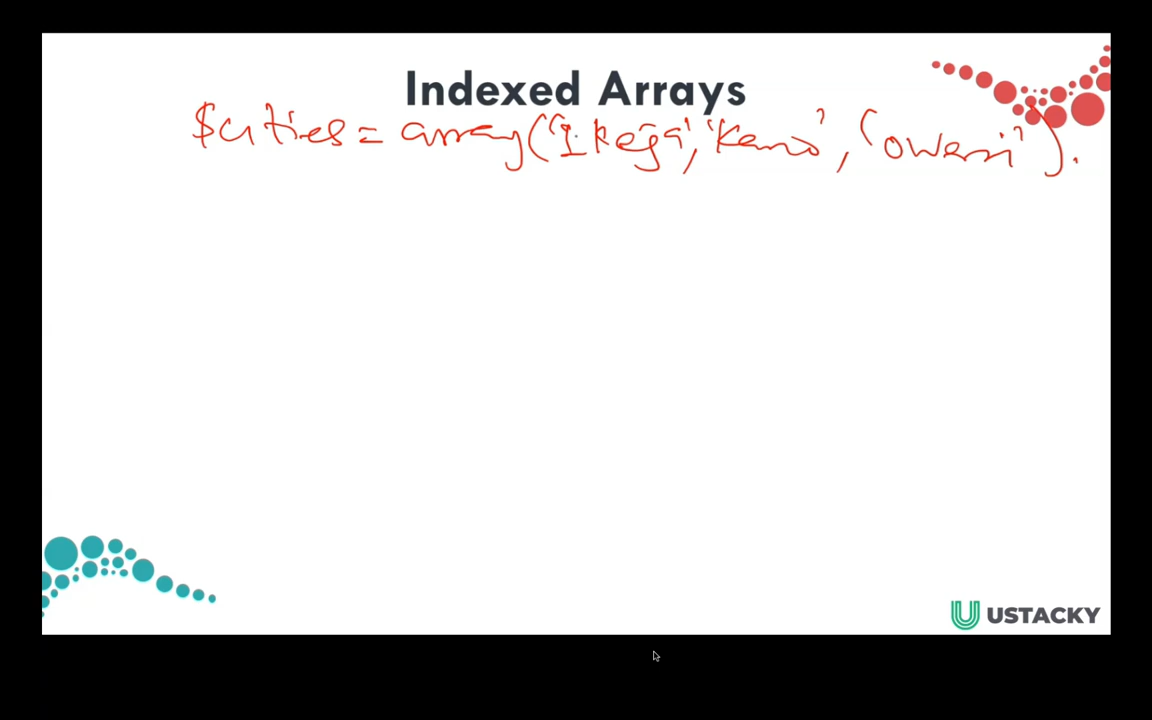 Indexed Arrays
$cities = array('Ikeja', 'Kano', 'Owerri').
USTACKY